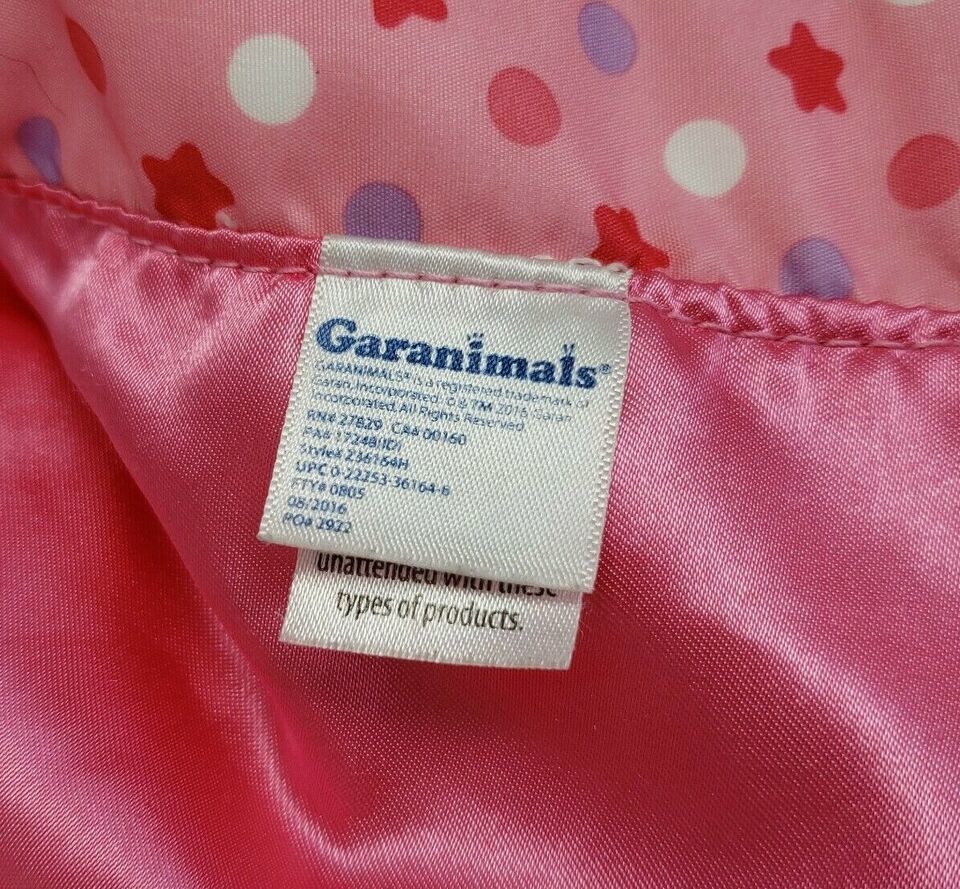 Garanimals®
GARANIMALS® is a registered trademark of
Garan, Incorporated. © & TM 2016 Garan
Incorporated. All Rights Reserved
RN# 27829 CA# 00160
PA# 17248(ID)
Style# 236164H
UPC 0-22253-36164-6
FTY# 0805
08/2016
PO# 2922
unattended with these
types of products.